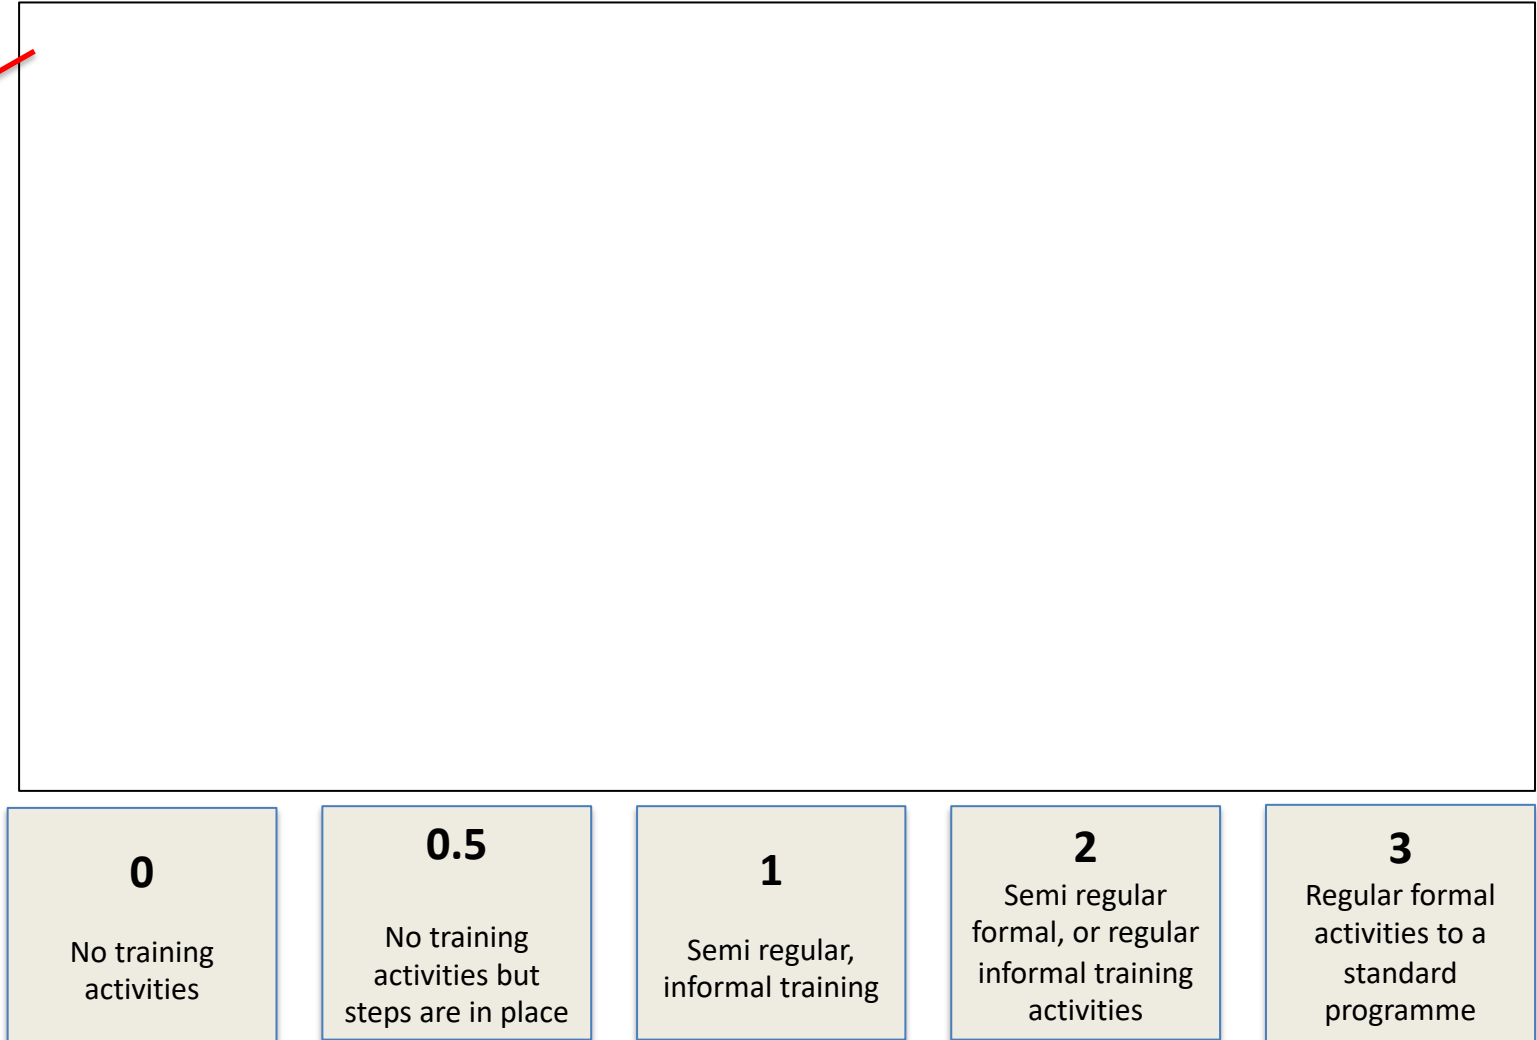 0
No training
activities
0.5
No training
activities but
steps are in place
1
Semi regular,
informal training
2
Semi regular
formal, or regular
informal training
activities
3
Regular formal
activities to a
standard
programme